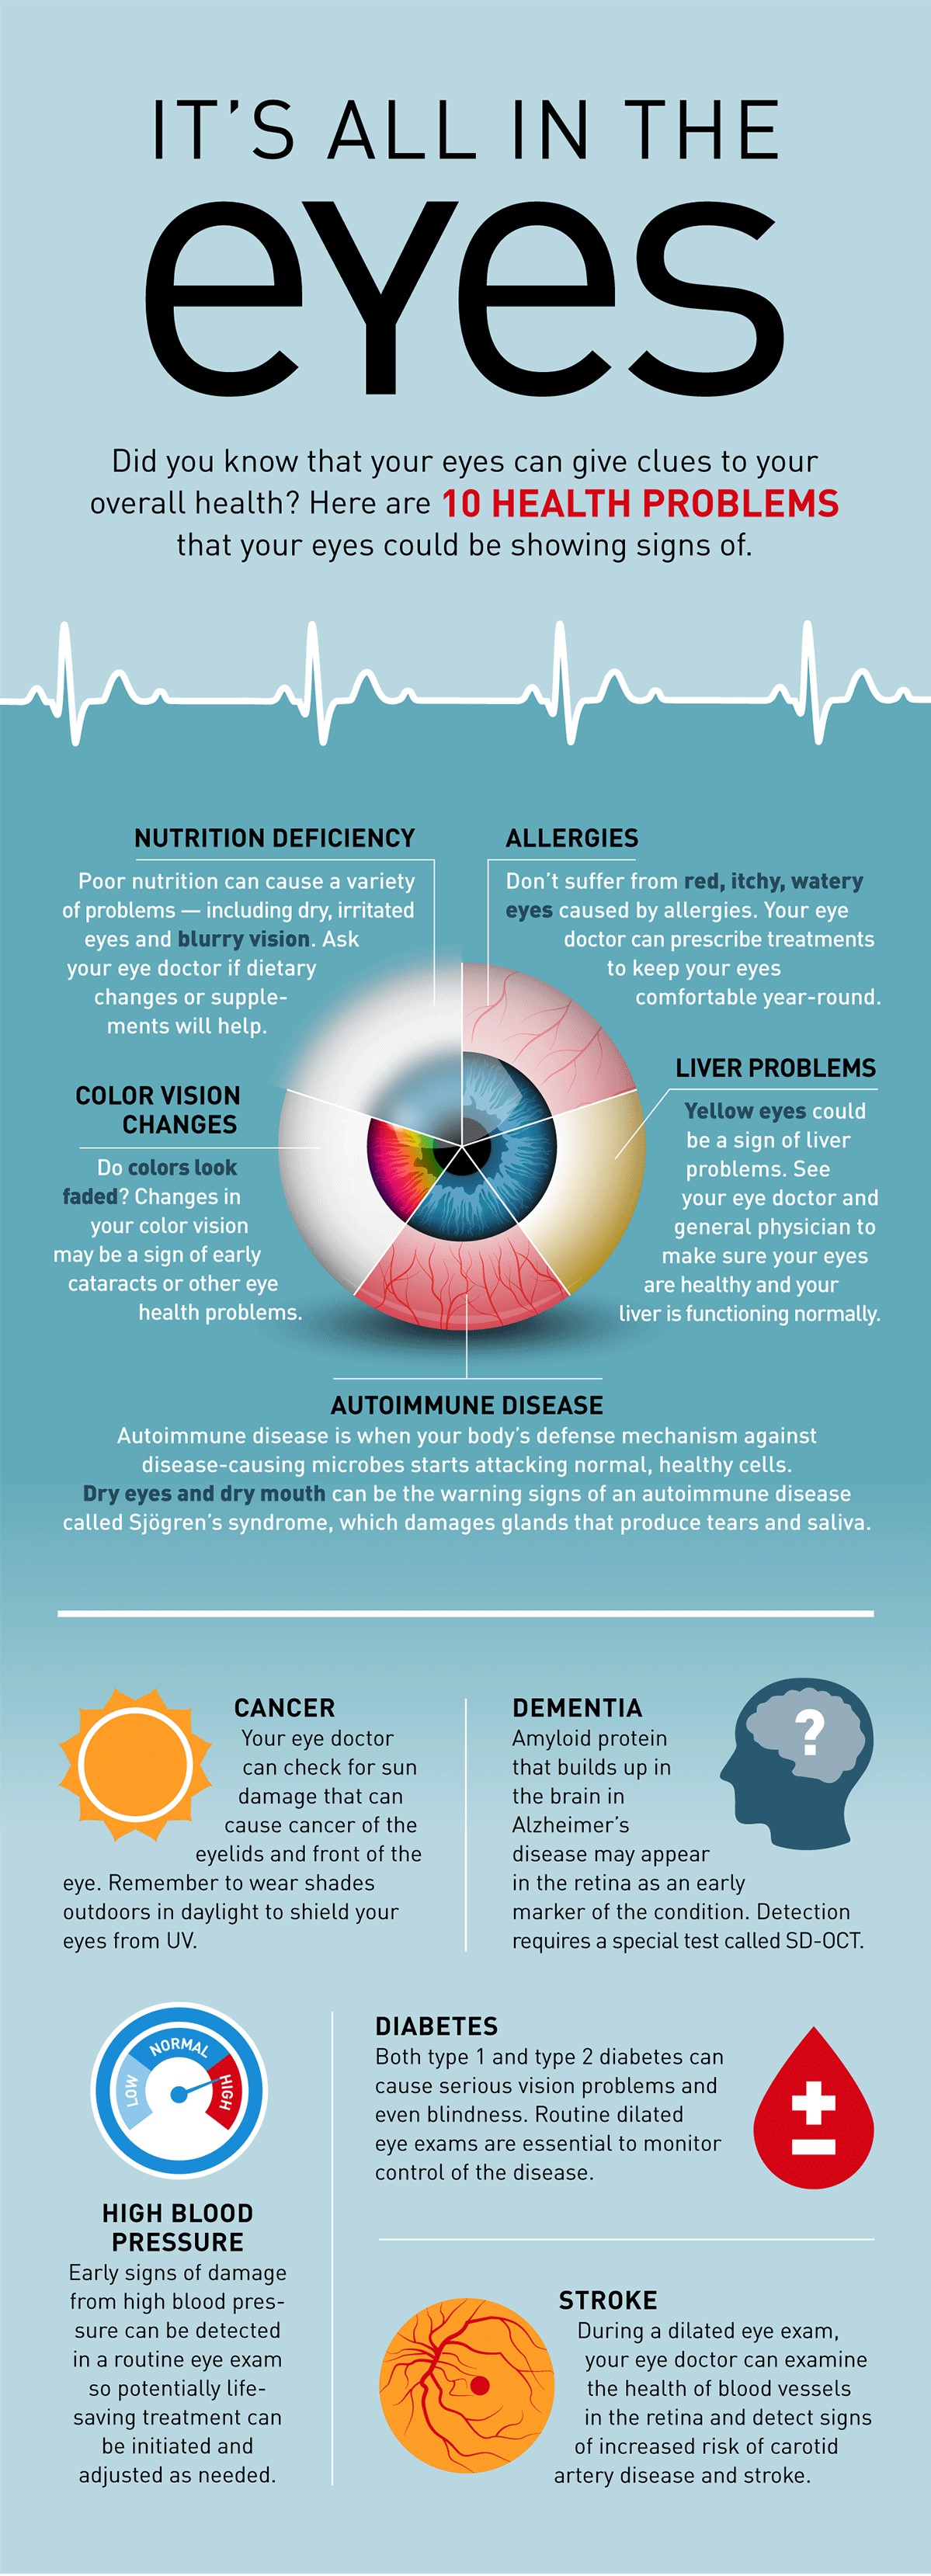 IT'S ALL IN THE
eYes
Did you know that your eyes can give clues to your
overall health? Here are 10 HEALTH PROBLEMS
that your eyes could be showing signs of.
NUTRITION DEFICIENCY
Poor nutrition can cause a variety
of problems — including dry, irritated
eyes and blurry vision. Ask
your eye doctor if dietary
changes or supple-
ments will help.
ALLERGIES
Don't suffer from red, itchy, watery
eyes caused by allergies. Your eye
doctor can prescribe treatments
to keep your eyes
comfortable year-round.
COLOR VISION
CHANGES
Do colors look
faded? Changes in
your color vision
may be a sign of early
cataracts or other eye
health problems.
LIVER PROBLEMS
Yellow eyes could
be a sign of liver
problems. See
your eye doctor and
general physician to
make sure your eyes
are healthy and your
liver is functioning normally.
AUTOIMMUNE DISEASE
Autoimmune disease is when your body's defense mechanism against
disease-causing microbes starts attacking normal, healthy cells.
Dry eyes and dry mouth can be the warning signs of an autoimmune disease
called Sjögren's syndrome, which damages glands that produce tears and saliva.
CANCER
Your eye doctor
can check for sun
damage that can
cause cancer of the
eyelids and front of the
eye. Remember to wear shades
outdoors in daylight to shield your
eyes from UV.
DEMENTIA
Amyloid protein
that builds up in
the brain in
Alzheimer's
disease may appear
in the retina as an early
marker of the condition. Detection
requires a special test called SD-OCT.
?
LOW
NORMAL
HIGH
HIGH BLOOD
PRESSURE
Early signs of damage
from high blood pres-
sure can be detected
in a routine eye exam
so potentially life-
saving treatment can
be initiated and
adjusted as needed.
DIABETES
Both type 1 and type 2 diabetes can
cause serious vision problems and
even blindness. Routine dilated
eye exams are essential to monitor
control of the disease.
STROKE
During a dilated eye exam,
your eye doctor can examine
the health of blood vessels
in the retina and detect signs
of increased risk of carotid
artery disease and stroke.